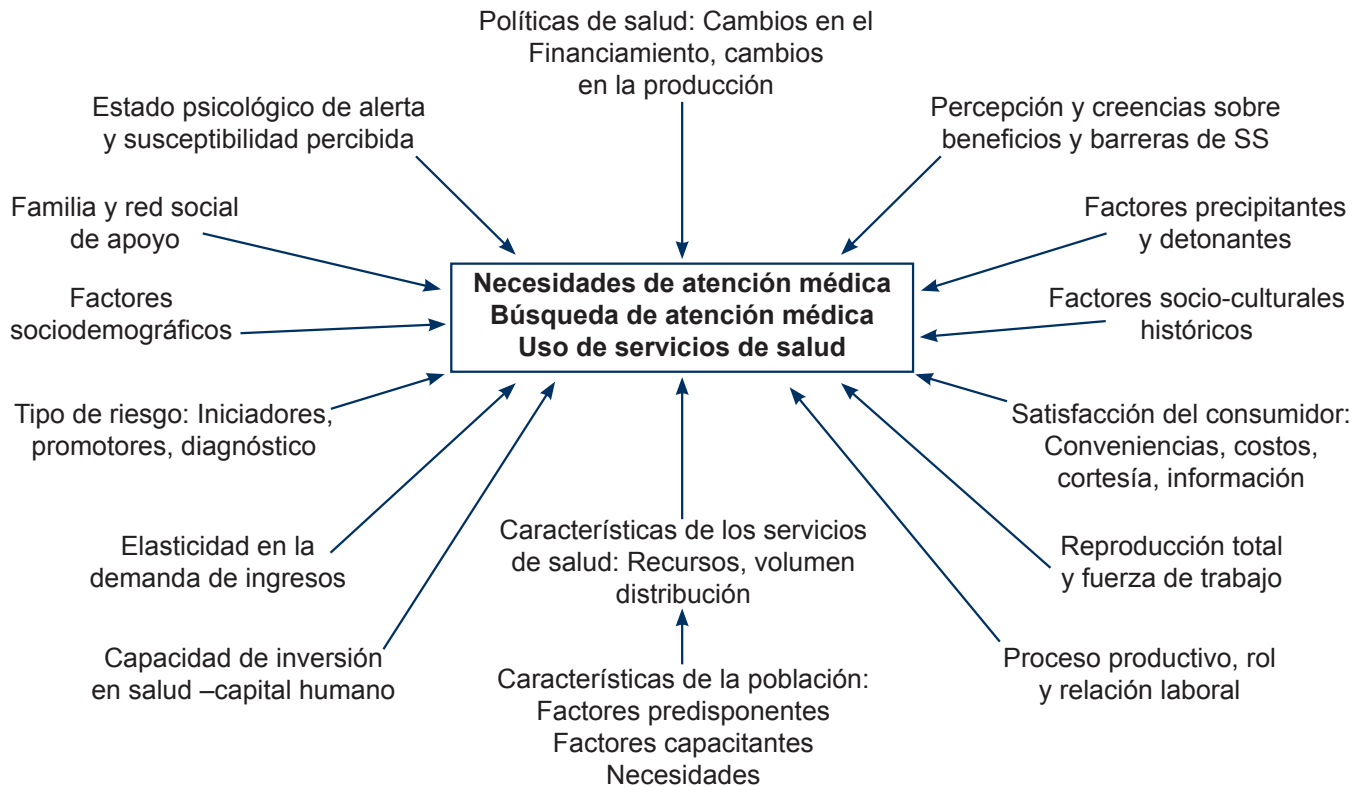 Políticas de salud: Cambios en el
Financiamiento, cambios
en la producción
Estado psicológico de alerta
y susceptibilidad percibida
Percepción y creencias sobre
beneficios y barreras de SS
Familia y red social
de apoyo
Factores precipitantes
y detonantes
Necesidades de atención médica
Búsqueda de atención médica
Uso de servicios de salud
Factores
sociodemográficos
Factores socio-culturales
históricos
Tipo de riesgo: Iniciadores,
promotores, diagnóstico
Satisfacción del consumidor:
Conveniencias, costos,
cortesía, información
Elasticidad en la
demanda de ingresos
Características de los servicios
de salud: Recursos, volumen
distribución
Reproducción total
y fuerza de trabajo
Capacidad de inversión
en salud –capital humano
Características de la población:
Factores predisponentes
Factores capacitantes
Necesidades
Proceso productivo, rol
y relación laboral